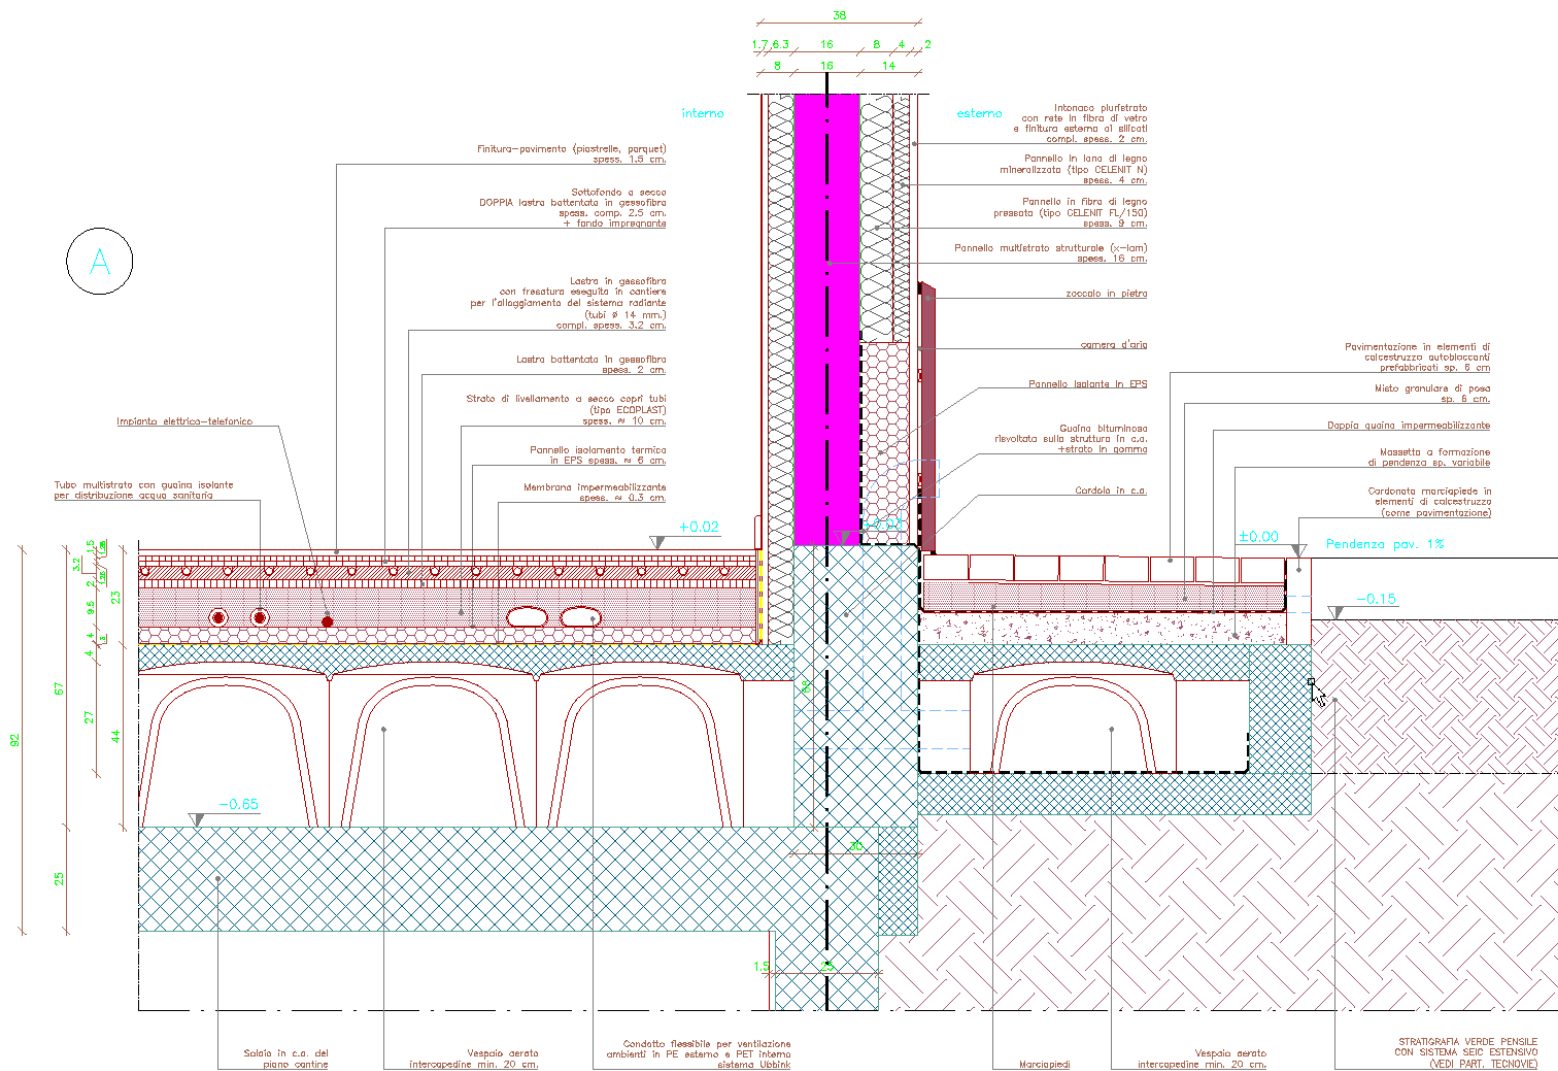 38
1.7
6.3
16
8
4
2
8
16
14
interno
esterno
Finitura-pavimento (piastrelle, parquet)
spess. 1.5 cm.
Sottofondo a secco
DOPPIA lastra battentata in gessofibra
spess. comp. 2.5 cm.
+ fondo impregnante
A
Lastra in gessofibra
con fresatura eseguita in cantiere
per l'alloggiamento del sistema radiante
(tubi ø 14 mm.)
compl. spess. 3.2 cm.
Lastra battentata in gessofibra
spess. 2 cm.
Strato di livellamento a secco copri tubi
(tipo ECOPLAST)
spess. ≈ 10 cm.
Impianto elettrico-telefonico
Pannello isolamento termico
in EPS spess. ≈ 6 cm.
Tubo multistrato con guaina isolante
per distribuzione acqua sanitaria
Membrana impermeabilizzante
spess. ≈ 0.3 cm.
Intonaco pluristrato
con rete in fibra di vetro
e finitura esterna ai silicati
compl. spess. 2 cm.
Pannello in lana di legno
mineralizzata (tipo CELENIT N)
spess. 4 cm.
Pannello in fibra di legno
pressata (tipo CELENIT FL/150)
spess. 9 cm.
Pannello multistrato strutturale (x-lam)
spess. 16 cm.
zoccolo in pietra
camera d'aria
Pannello isolante in EPS
Guaina bituminosa
risvoltata sulla struttura in c.a.
+strato in gomma
Cordolo in c.a.
Pavimentazione in elementi di
calcestruzzo autobloccanti
prefabbricati sp. 6 cm
Misto granulare di posa
sp. 6 cm.
Doppia guaina impermeabilizzante
Massetto a formazione
di pendenza sp. variabile
Cordonata marciapiede in
elementi di calcestruzzo
(come pavimentazione)
+0.02
±0.00
Pendenza pav. 1%
-0.15
1.5
3.2
2
9.5
4
4
23
67
92
27
44
68
-0.65
25
30
1.5
25
Solaio in c.a. del
piano cantine
Vespaio aerato
intercapedine min. 20 cm.
Condotto flessibile per ventilazione
ambienti in PE esterno e PET interno
sistema Ubbink
Marciapiedi
Vespaio aerato
intercapedine min. 20 cm.
STRATIGRAFIA VERDE PENSILE
CON SISTEMA SEIC ESTENSIVO
(VEDI PART. TECNOVIE)